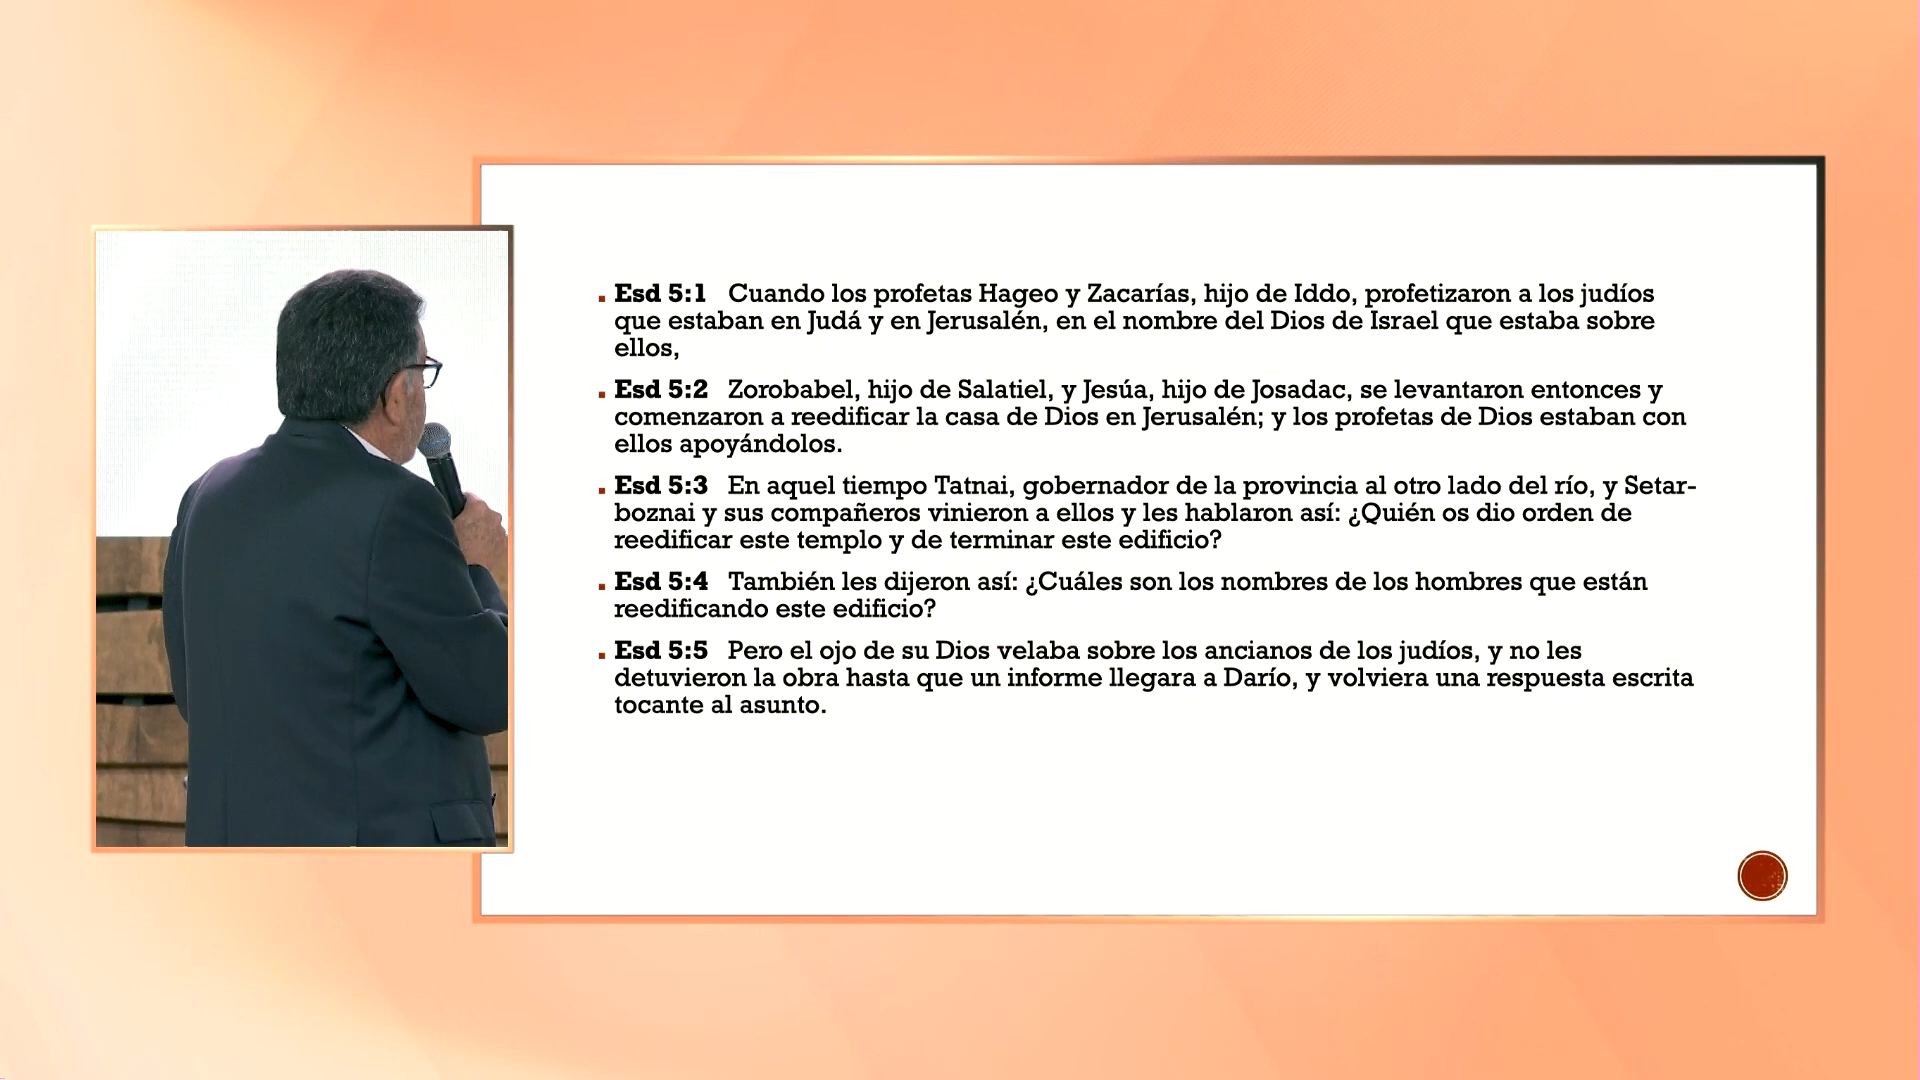 Esd 5:1 Cuando los profetas Hageo y Zacarías, hijo de Iddo, profetizaron a los judíos
que estaban en Judá y en Jerusalén, en el nombre del Dios de Israel que estaba sobre
ellos,
Esd 5:2 Zorobabel, hijo de Salatiel, y Jesúa, hijo de Josadac, se levantaron entonces y
comenzaron a reedificar la casa de Dios en Jerusalén; y los profetas de Dios estaban con
ellos apoyándolos.
Esd 5:3 En aquel tiempo Tatnai, gobernador de la provincia al otro lado del río, y Setar-
boznai y sus compañeros vinieron a ellos y les hablaron así: ¿Quién os dio orden de
reedificar este templo y de terminar este edificio?
Esd 5:4 También les dijeron así: ¿Cuáles son los nombres de los hombres que están
reedificando este edificio?
Esd 5:5 Pero el ojo de su Dios velaba sobre los ancianos de los judíos, y no les
detuvieron la obra hasta que un informe llegara a Darío, y volviera una respuesta escrita
tocante al asunto.